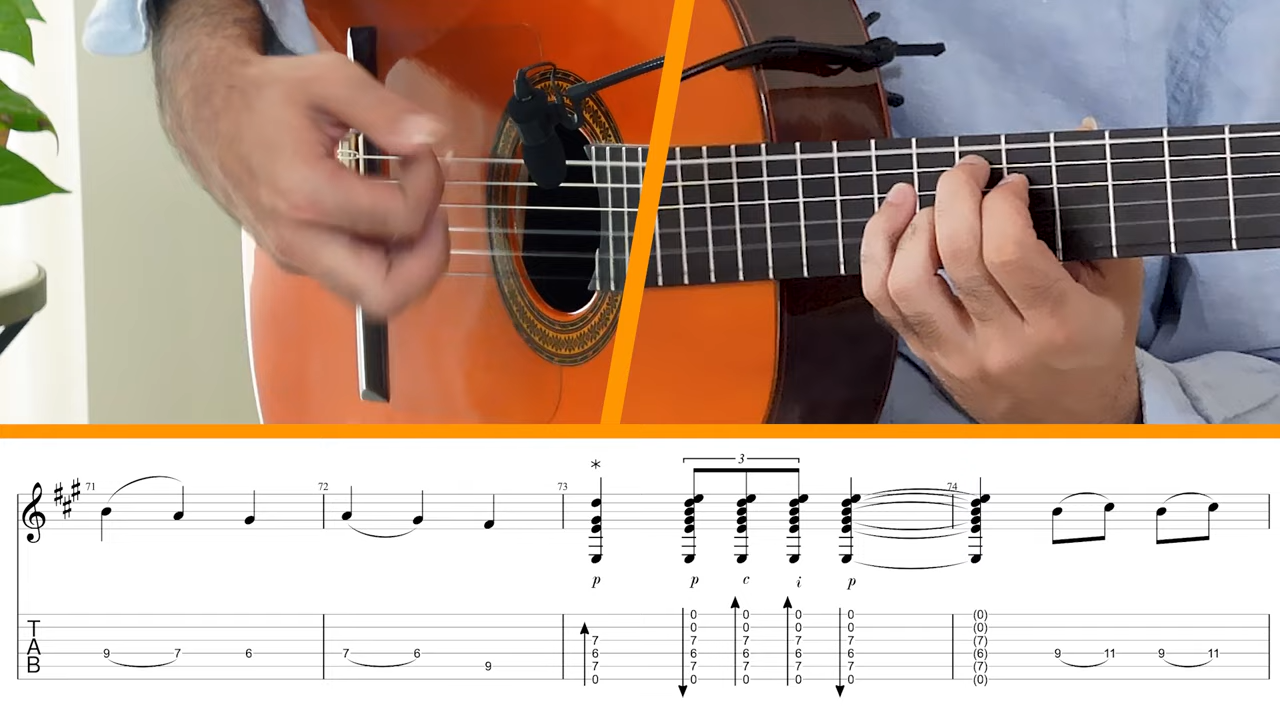 3
*
71 72 73 74
p p c i p
T
A
B
9 7 6 7 6 9
0 0 0 0 (0)
0 0 0 0 (0)
7 7 7 7 7 (7)
6 6 6 6 6 (6) 9 11 9 11
7 7 7 7 7 (7)
0 0 0 0 0 (0)